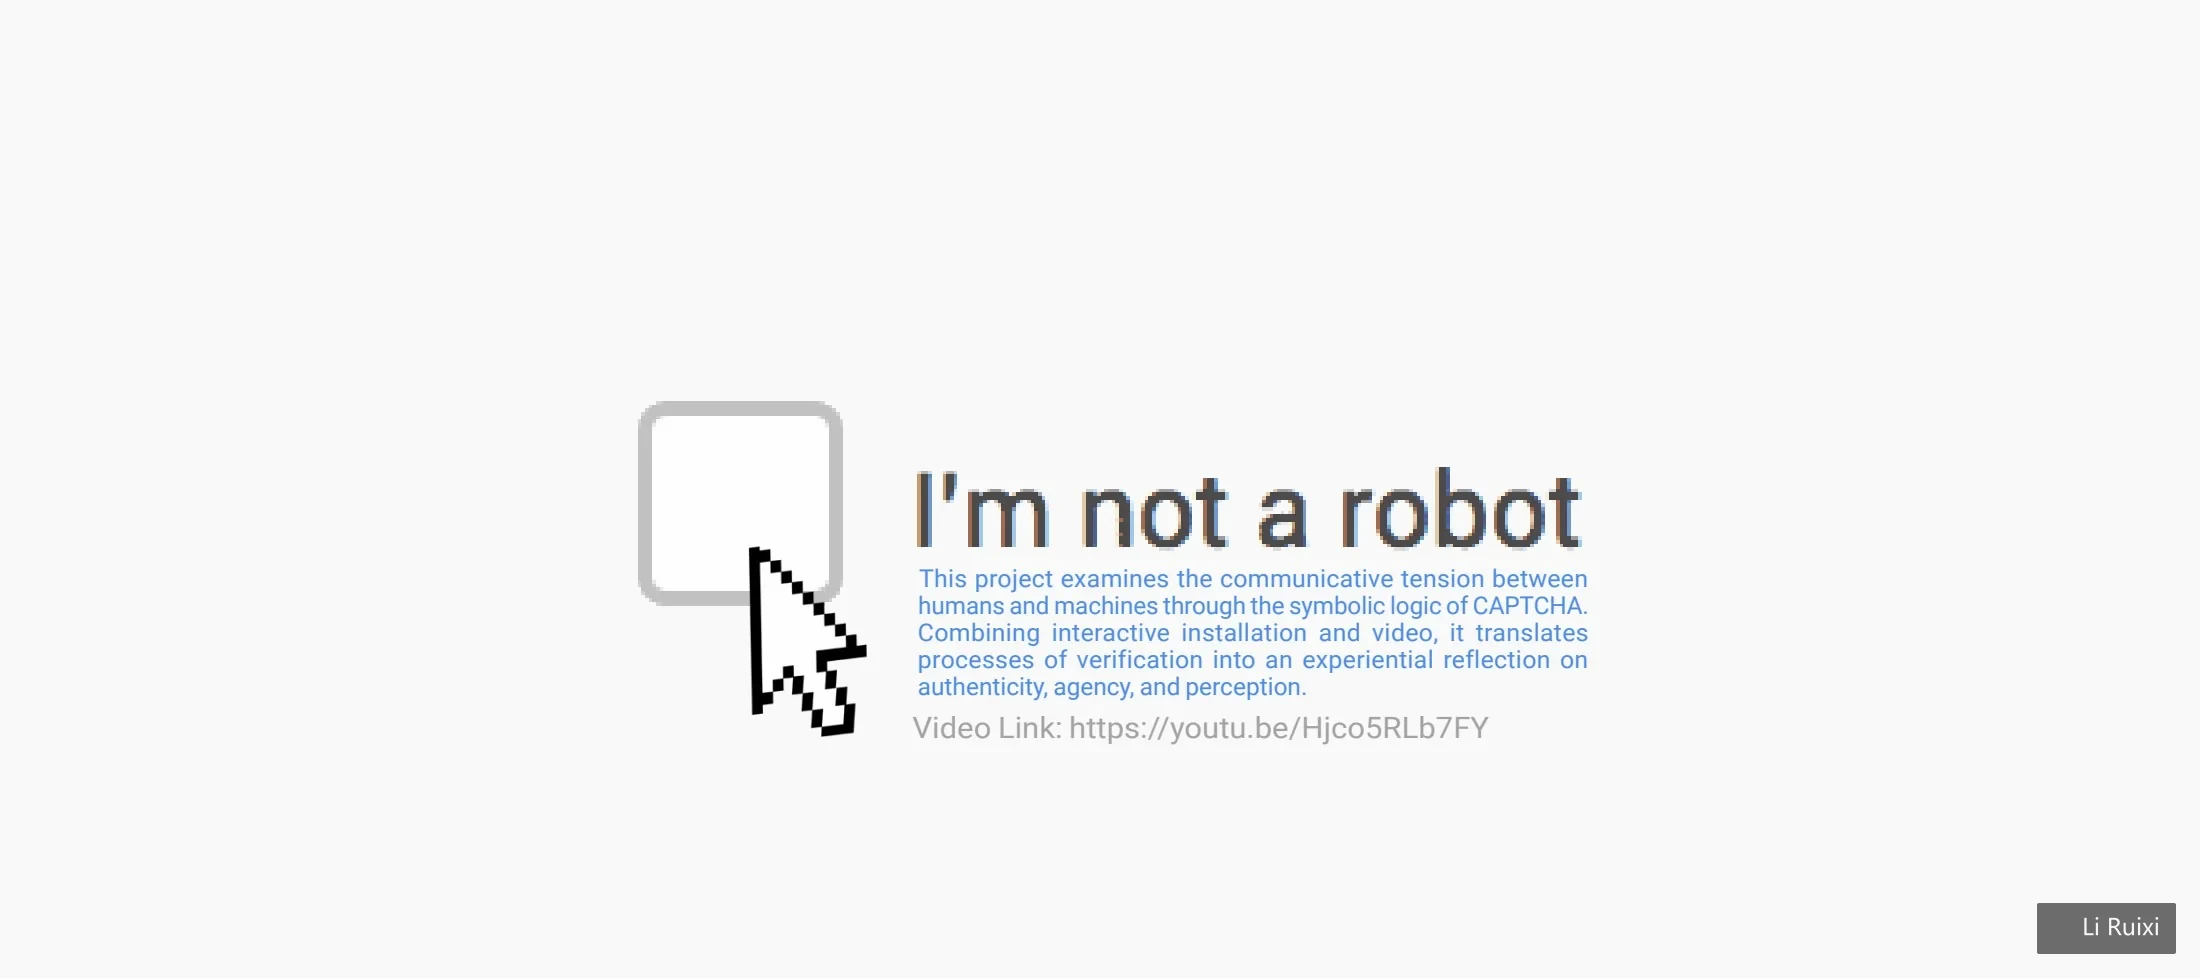 I'm not a robot
This project examines the communicative tension between
humans and machines through the symbolic logic of CAPTCHA.
Combining interactive installation and video, it translates
processes of verification into an experiential reflection on
authenticity, agency, and perception.
Video Link: https://youtu.be/Hjco5RLb7FY
Li Ruixi